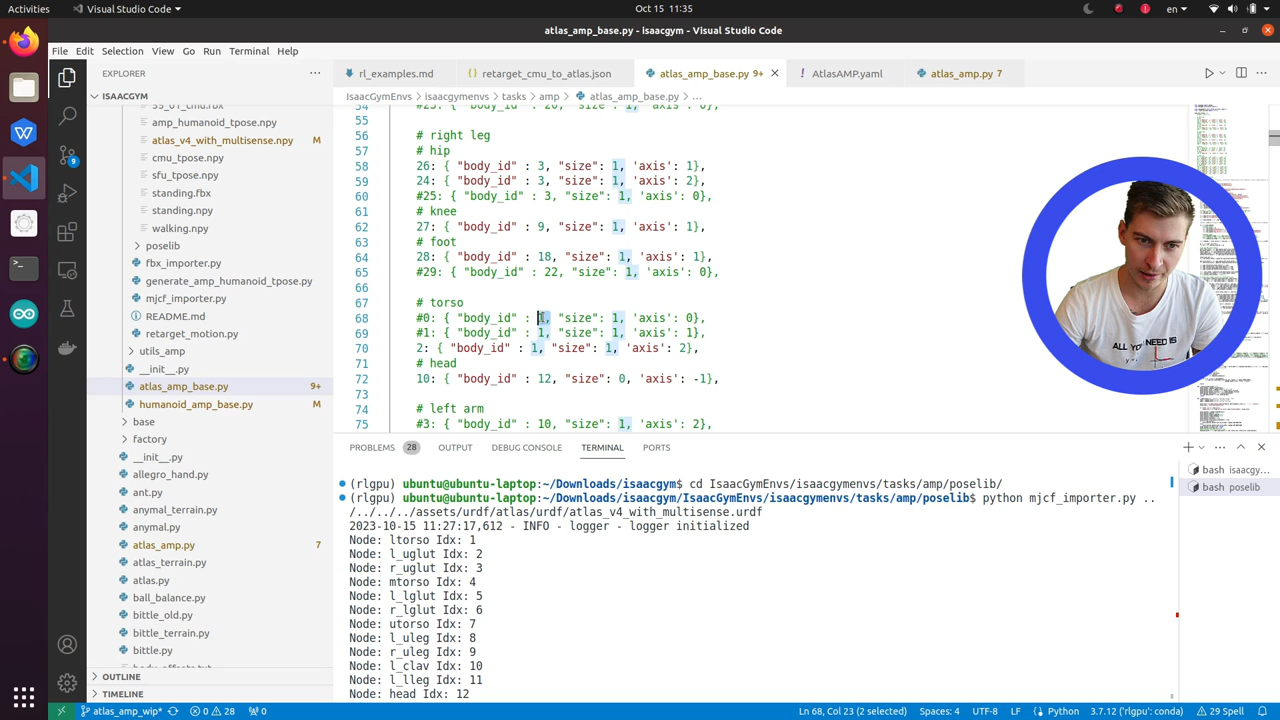 Activities
Visual Studio Code
Oct 15 11:35
en
atlas_amp_base.py - isaacgym - Visual Studio Code
File Edit Selection View Go Run Terminal Help
EXPLORER
rl_examples.md
retarget_cmu_to_atlas.json
atlas_amp_base.py 9+
AtlasAMP.yaml
atlas_amp.py 7
ISAACGYM
IsaacGymEnvs > isaacgymenvs > tasks > amp > atlas_amp_base.py > ...
amp_humanoid_tpose.npy
atlas_v4_with_multisense.npy M
cmu_tpose.npy
sfu_tpose.npy
standing.fbx
standing.npy
walking.npy
poselib
fbx_importer.py
generate_amp_humanoid_tpose.py
mjcf_importer.py
README.md
retarget_motion.py
utils_amp
__init__.py
atlas_amp_base.py 9+
humanoid_amp_base.py M
base
factory
__init__.py
allegro_hand.py
ant.py
anymal_terrain.py
anymal.py
atlas_amp.py 7
atlas_terrain.py
atlas.py
ball_balance.py
bittle_old.py
bittle_terrain.py
bittle.py
OUTLINE
TIMELINE
55
56 # right leg
57 # hip
58 26: { "body_id" : 3, "size": 1, 'axis': 1},
59 24: { "body_id" : 3, "size": 1, 'axis': 2},
60 #25: { "body_id" : 3, "size": 1, 'axis': 0},
61 # knee
62 27: { "body_id" : 9, "size": 1, 'axis': 1},
63 # foot
64 28: { "body_id" : 18, "size": 1, 'axis': 1},
65 #29: { "body_id" : 22, "size": 1, 'axis': 0},
66
67 # torso
68 #0: { "body_id" : 1, "size": 1, 'axis': 0},
69 #1: { "body_id" : 1, "size": 1, 'axis': 1},
70 2: { "body_id" : 1, "size": 1, 'axis': 2},
71 # head
72 10: { "body_id" : 12, "size": 0, 'axis': -1},
73
74 # left arm
75 #3: { "body_id" : 10, "size": 1, 'axis': 2},
ALL YOU NEED IS
PROBLEMS 28 OUTPUT DEBUG CONSOLE TERMINAL PORTS
(rlgpu) ubuntu@ubuntu-laptop:~/Downloads/isaacgym$ cd IsaacGymEnvs/isaacgymenvs/tasks/amp/poselib/
(rlgpu) ubuntu@ubuntu-laptop:~/Downloads/isaacgym/IsaacGymEnvs/isaacgymenvs/tasks/amp/poselib$ python mjcf_importer.py ..
/../../../assets/urdf/atlas/urdf/atlas_v4_with_multisense.urdf
2023-10-15 11:27:17,612 - INFO - logger - logger initialized
Node: ltorso Idx: 1
Node: l_uglut Idx: 2
Node: r_uglut Idx: 3
Node: mtorso Idx: 4
Node: l_lglut Idx: 5
Node: r_lglut Idx: 6
Node: utorso Idx: 7
Node: l_uleg Idx: 8
Node: r_uleg Idx: 9
Node: l_clav Idx: 10
Node: l_lleg Idx: 11
Node: head Idx: 12
bash isaacgy...
bash poselib
9
atlas_amp_wip* 0 28 0
Ln 68, Col 23 (2 selected) Spaces: 4 UTF-8 LF Python 3.7.12 ('rlgpu': conda) 29 Spell